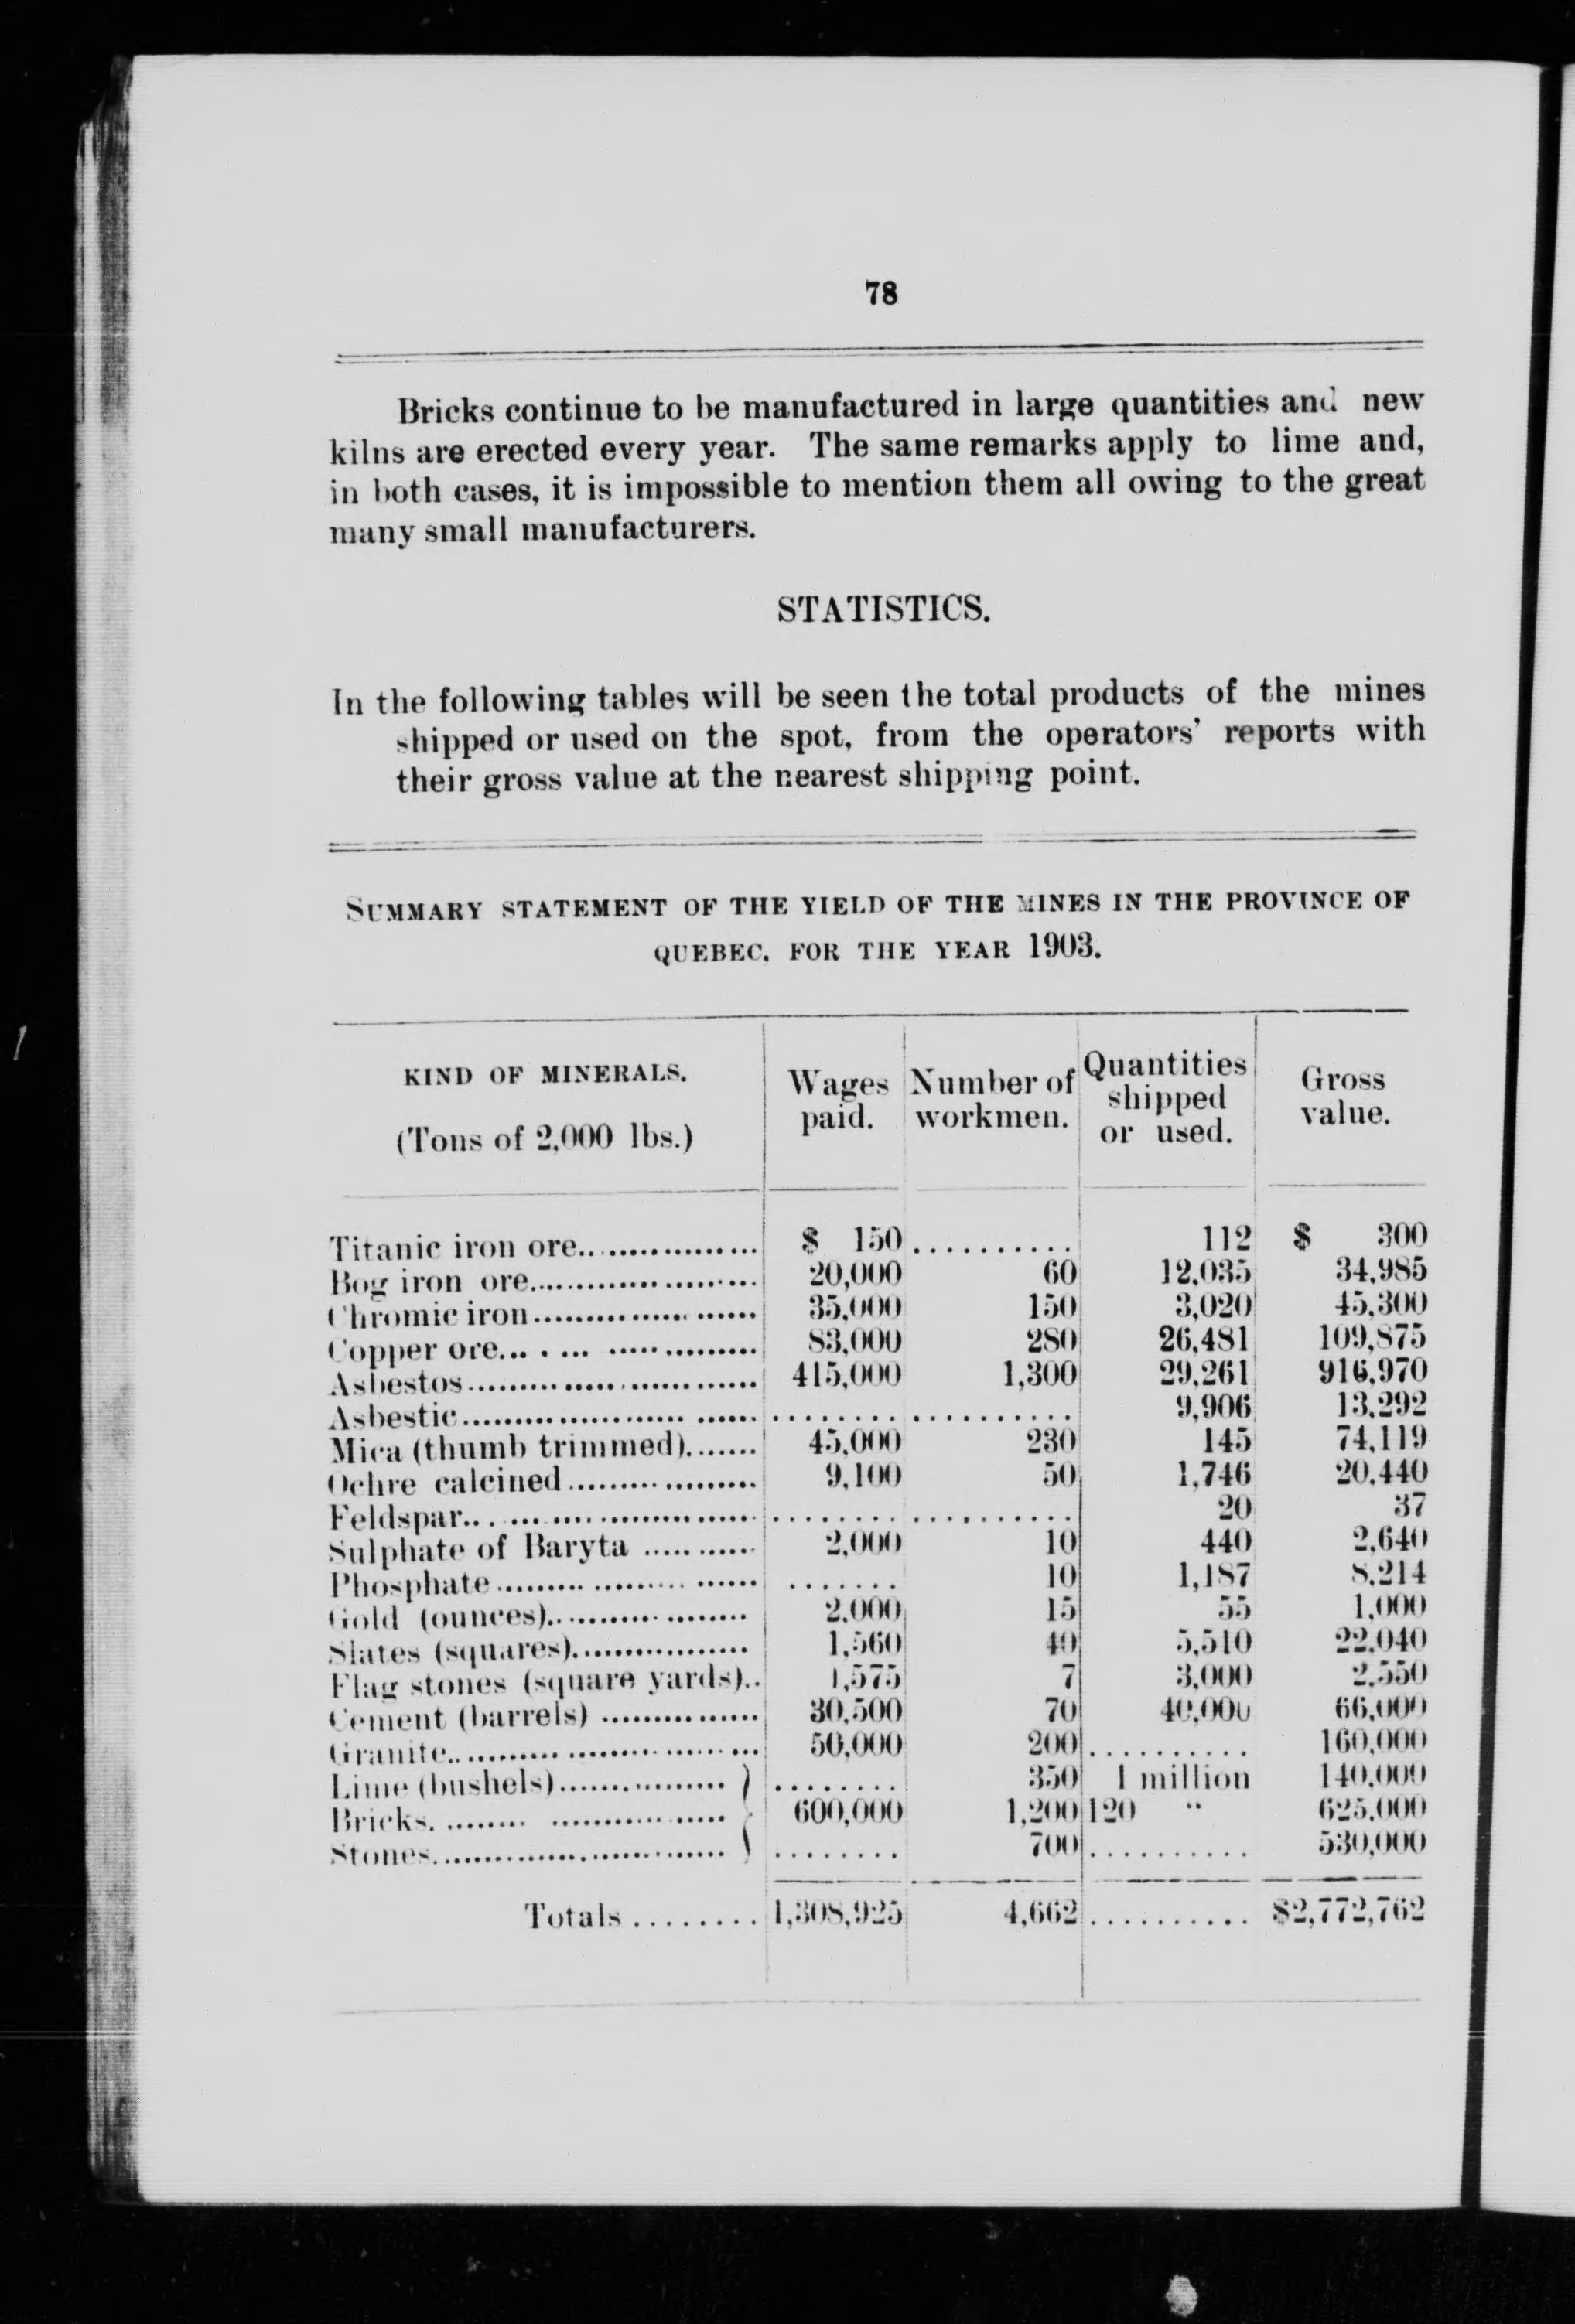 78
Bricks continue to be manufactured in large quantities and new
kilns are erected every year. The same remarks apply to lime and,
in both cases, it is impossible to mention them all owing to the great
many small manufacturers.
STATISTICS.
In the following tables will be seen the total products of the mines
shipped or used on the spot, from the operators' reports with
their gross value at the nearest shipping point.
SUMMARY STATEMENT OF THE YIELD OF THE MINES IN THE PROVINCE OF
QUEBEC, FOR THE YEAR 1903.
KIND OF MINERALS. (Tons of 2,000 lbs.) Wages paid. Number of workmen. Quantities shipped or used. Gross value.
Titanic iron ore.................. $ 150 .......... 112 $ 300
Bog iron ore...................... 20,000 60 12,035 34,985
Chromic iron...................... 35,000 150 3,020 45,300
Copper ore........................ 83,000 280 26,481 109,875
Asbestos.......................... 415,000 1,300 29,261 916,970
Asbestic.......................... ........ .......... 9,906 13,292
Mica (thumb trimmed)....... 45,000 230 145 74,119
Ochre calcined................... 9,100 50 1,746 20,440
Feldspar.......................... ........ .......... 20 37
Sulphate of Baryta ........... 2,000 10 440 2,640
Phosphate........................ ....... 10 1,187 8,214
Gold (ounces)................... 2,000 15 55 1,000
Slates (squares)................. 1,560 40 5,510 22,040
Flag stones (square yards).. 1,575 7 3,000 2,550
Cement (barrels) ................ 30,500 70 40,000 66,000
Granite........................... 50,000 200 .......... 160,000
Lime (bushels)................ } ........ 350 1 million 140,000
Bricks. ........................ } 600,000 1,200 120 " 625,000
Stones.......................... } ........ 700 .......... 530,000
Totals ......... 1,308,925 4,662 .......... $2,772,762